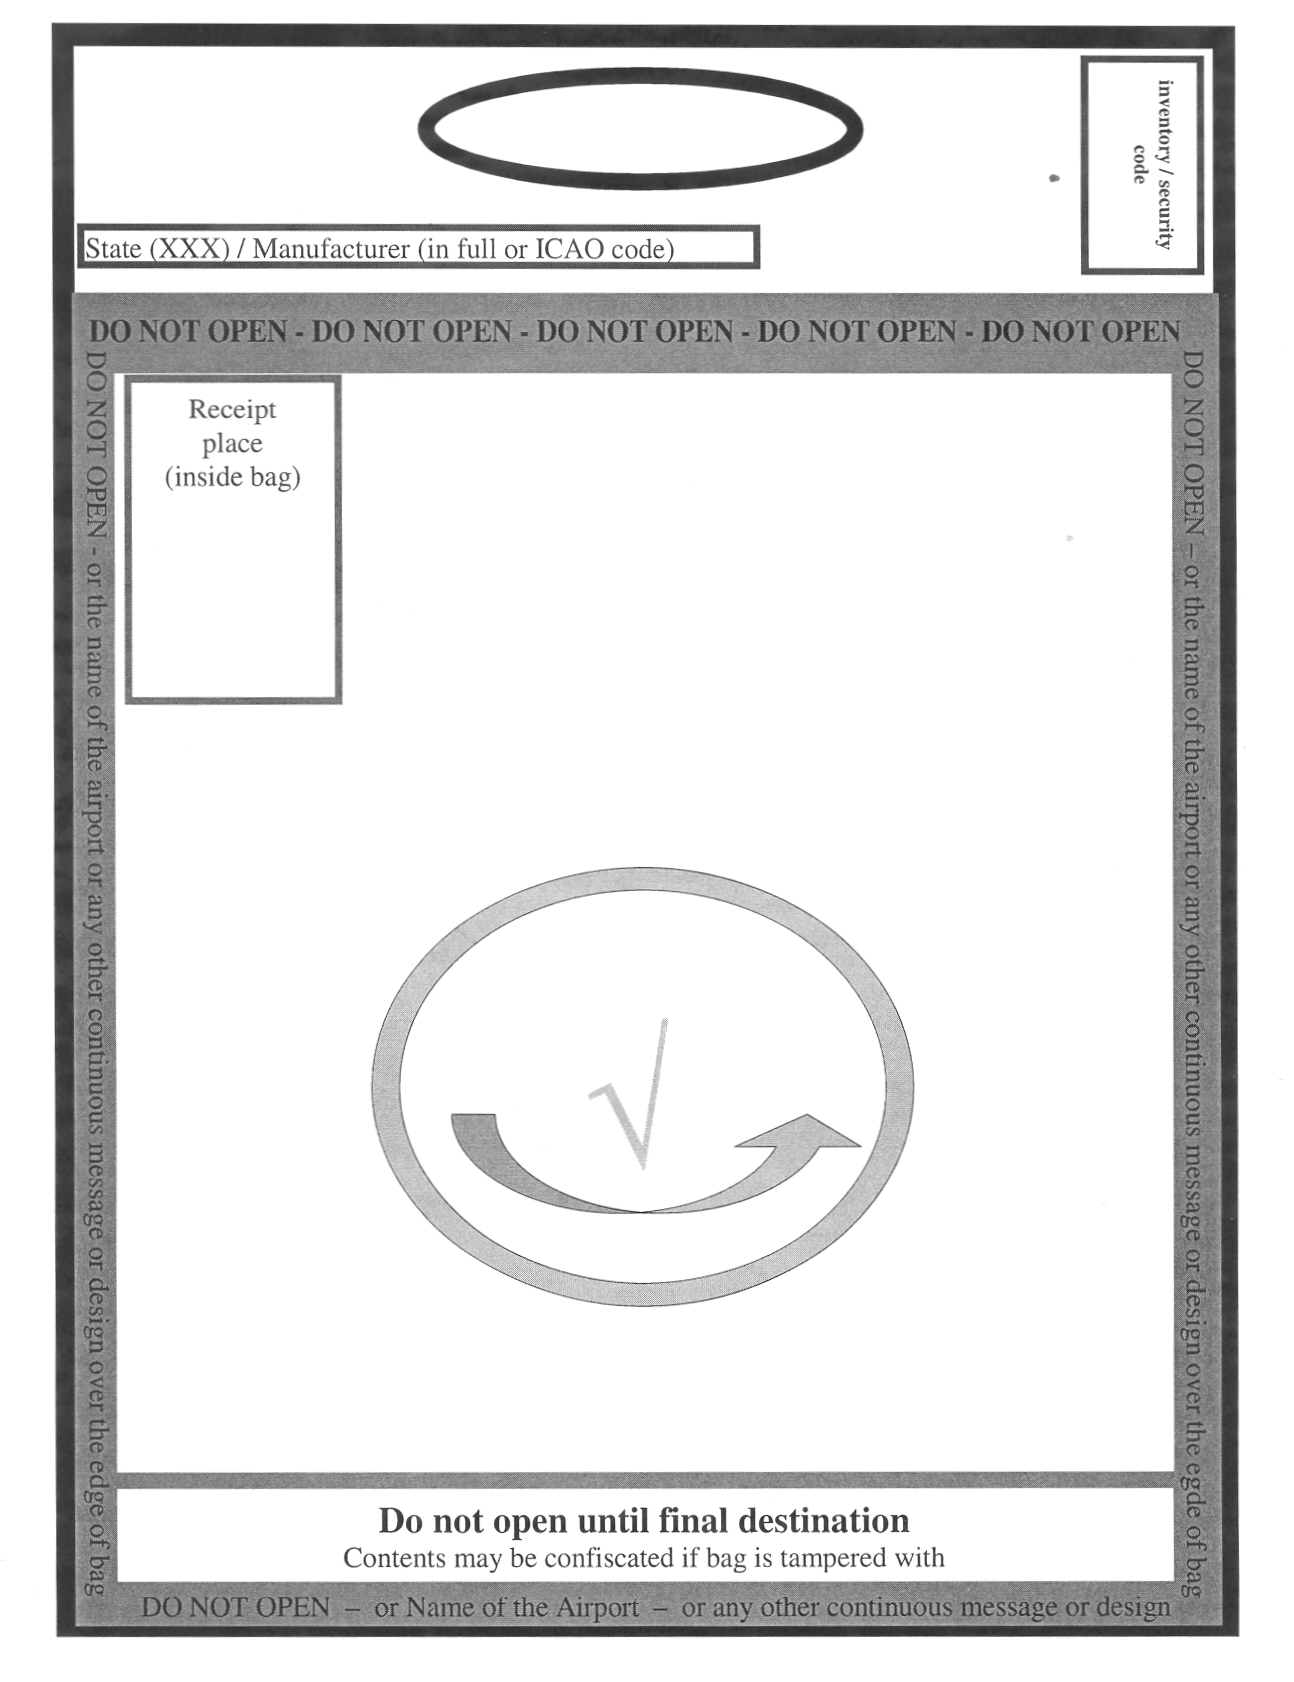 inventory / security
code
State (XXX) / Manufacturer (in full or ICAO code)
DO NOT OPEN - DO NOT OPEN - DO NOT OPEN - DO NOT OPEN - DO NOT OPEN
DO NOT OPEN - or the name of the airport or any other continuous message or design over the edge of bag
DO NOT OPEN – or the name of the airport or any other continuous message or design over the egde of bag
Receipt
place
(inside bag)
√
Do not open until final destination
Contents may be confiscated if bag is tampered with
DO NOT OPEN – or Name of the Airport – or any other continuous message or design